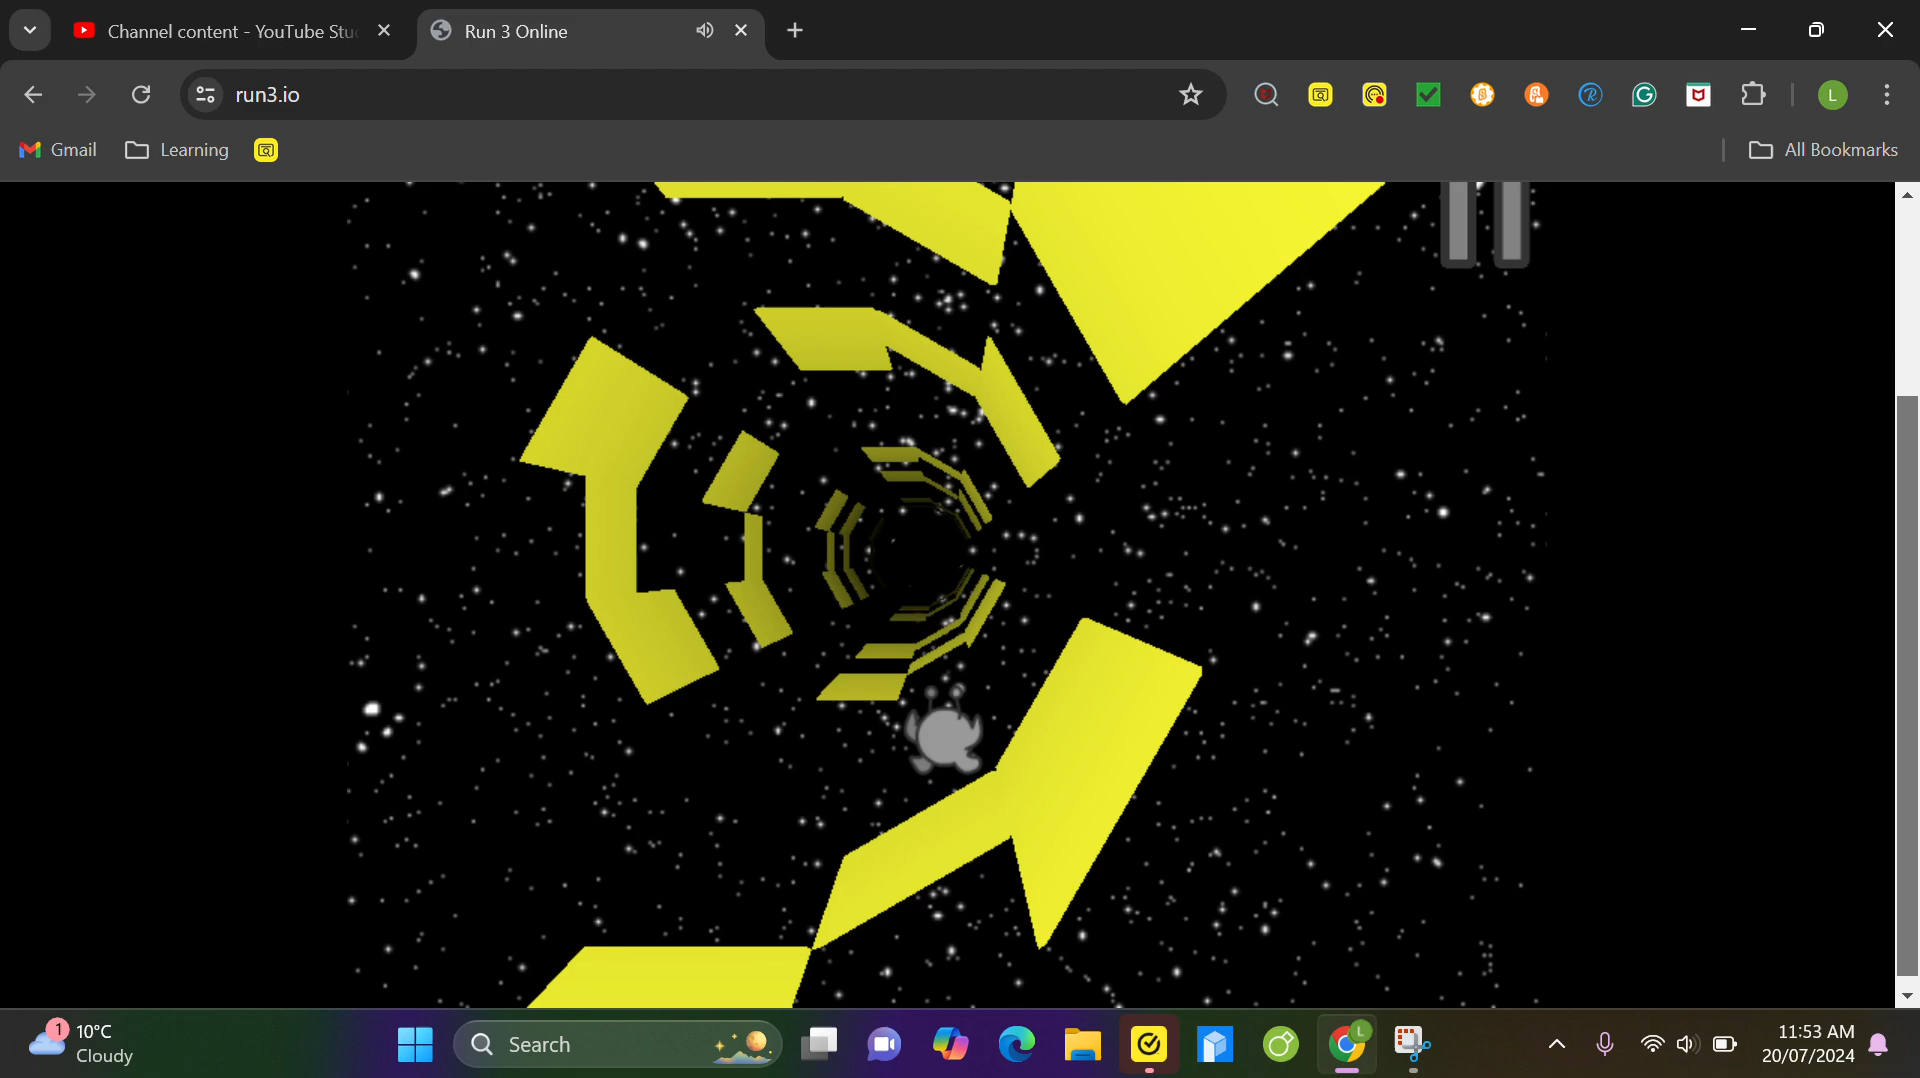 Channel content - YouTube Stu
Run 3 Online
run3.io
L
Gmail
Learning
All Bookmarks
1
10°C
Cloudy
Search
L
11:53 AM
20/07/2024